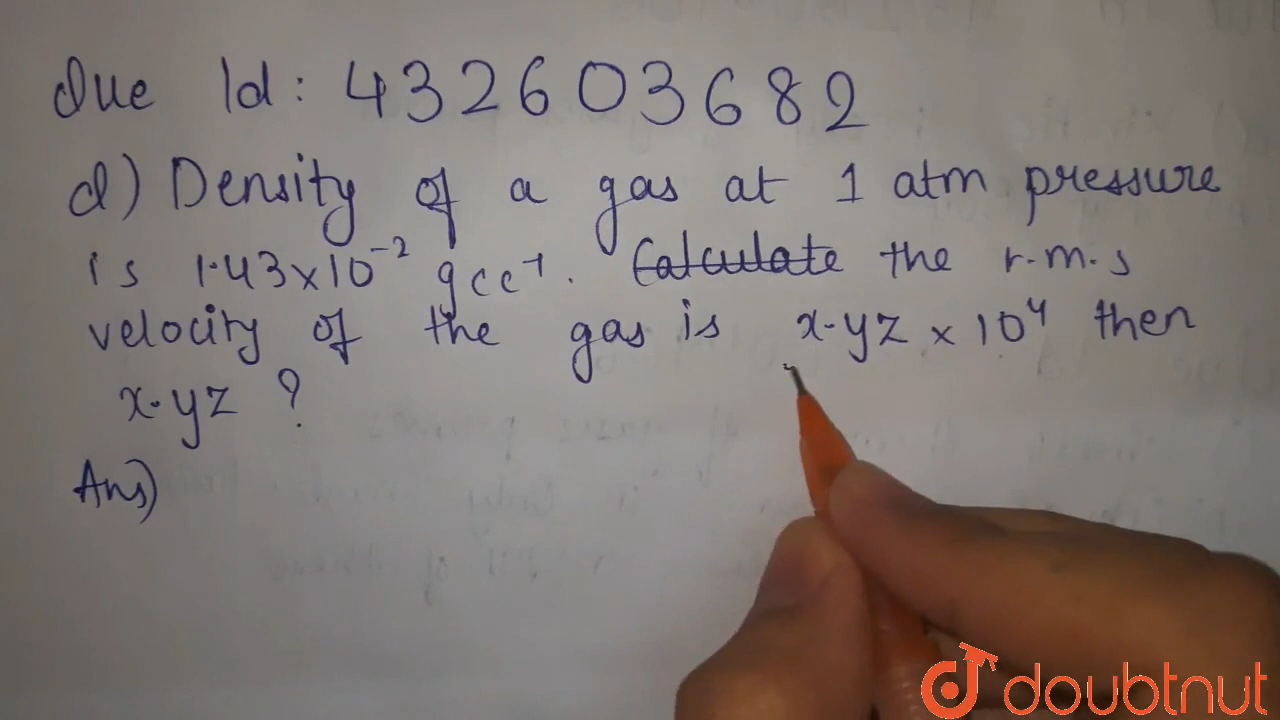 Que Id: 432603682
Q) Density of a gas at 1 atm pressure
is 1.43×10⁻² gcc⁻¹. Calculate the r.m.s
velocity of the gas is x.yz × 10⁴ then
x.yz ?
Ans)
doubtnut